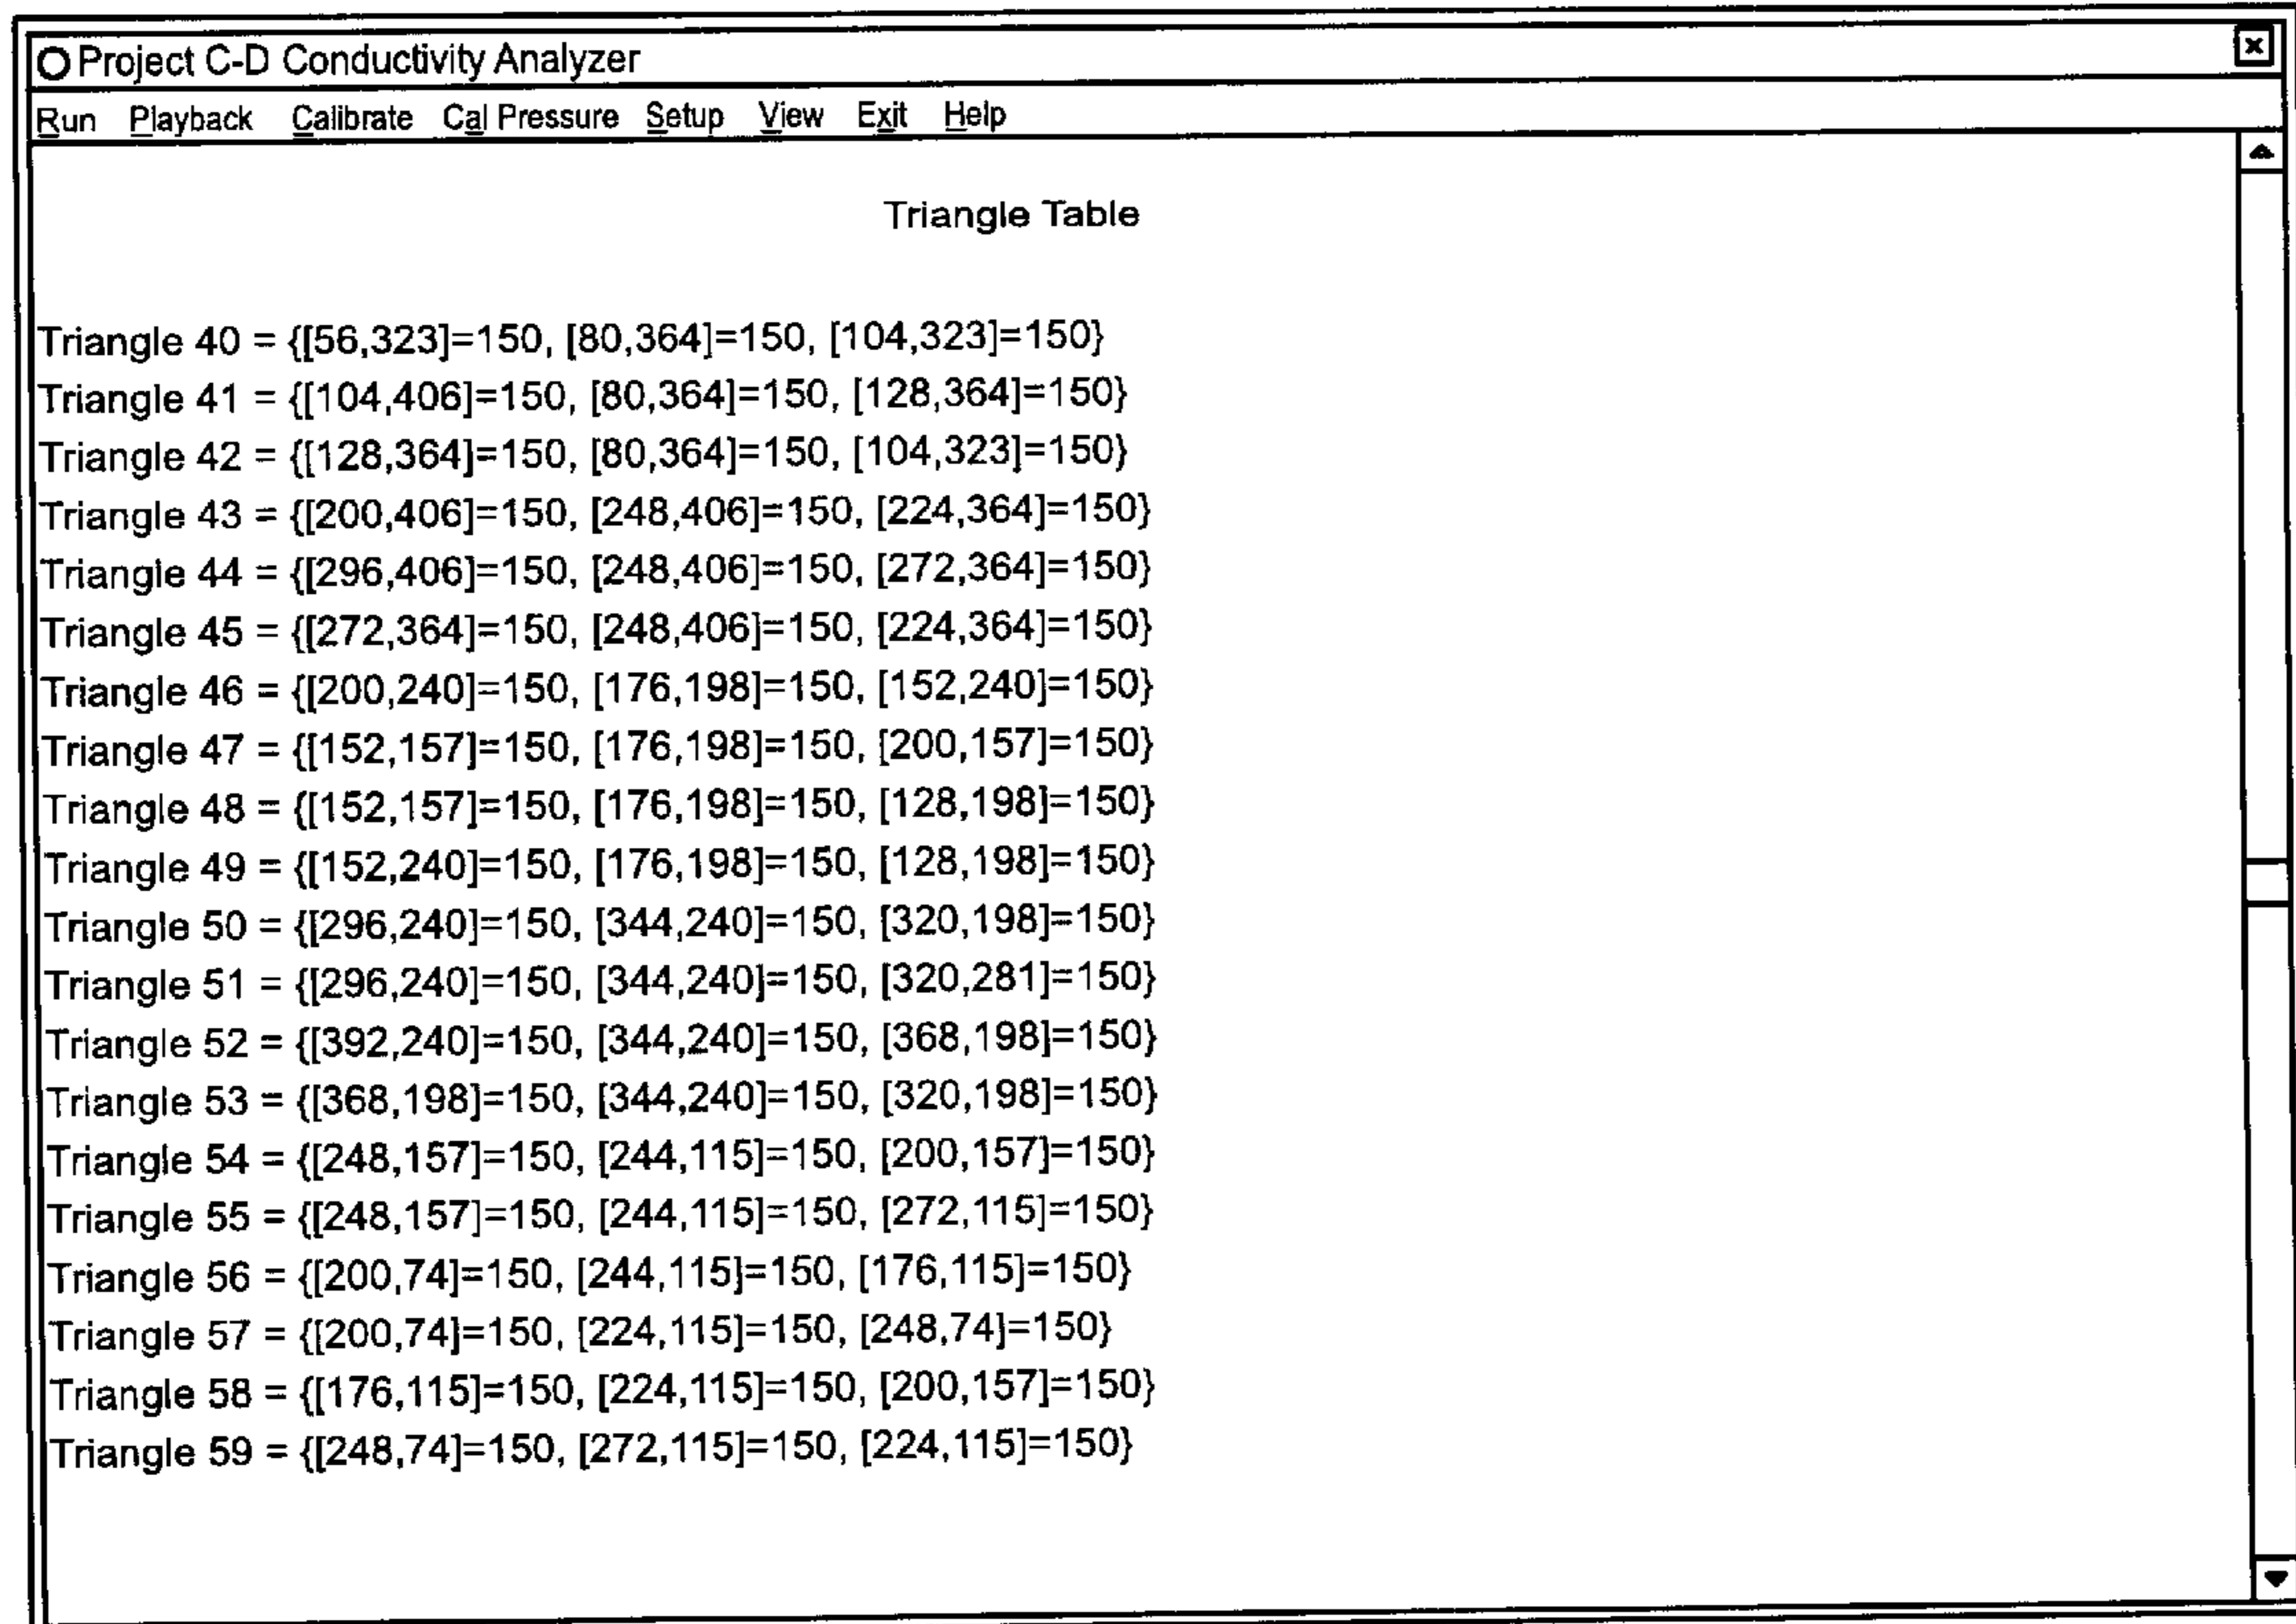 Project C-D Conductivity Analyzer
Run Playback Calibrate Cal Pressure Setup View Exit Help
Triangle Table
Triangle 40 = {[56,323]=150, [80,364]=150, [104,323]=150}
Triangle 41 = {[104,406]=150, [80,364]=150, [128,364]=150}
Triangle 42 = {[128,364]=150, [80,364]=150, [104,323]=150}
Triangle 43 = {[200,406]=150, [248,406]=150, [224,364]=150}
Triangle 44 = {[296,406]=150, [248,406]=150, [272,364]=150}
Triangle 45 = {[272,364]=150, [248,406]=150, [224,364]=150}
Triangle 46 = {[200,240]=150, [176,198]=150, [152,240]=150}
Triangle 47 = {[152,157]=150, [176,198]=150, [200,157]=150}
Triangle 48 = {[152,157]=150, [176,198]=150, [128,198]=150}
Triangle 49 = {[152,240]=150, [176,198]=150, [128,198]=150}
Triangle 50 = {[296,240]=150, [344,240]=150, [320,198]=150}
Triangle 51 = {[296,240]=150, [344,240]=150, [320,281]=150}
Triangle 52 = {[392,240]=150, [344,240]=150, [368,198]=150}
Triangle 53 = {[368,198]=150, [344,240]=150, [320,198]=150}
Triangle 54 = {[248,157]=150, [244,115]=150, [200,157]=150}
Triangle 55 = {[248,157]=150, [244,115]=150, [272,115]=150}
Triangle 56 = {[200,74]=150, [244,115]=150, [176,115]=150}
Triangle 57 = {[200,74]=150, [224,115]=150, [248,74]=150}
Triangle 58 = {[176,115]=150, [224,115]=150, [200,157]=150}
Triangle 59 = {[248,74]=150, [272,115]=150, [224,115]=150}